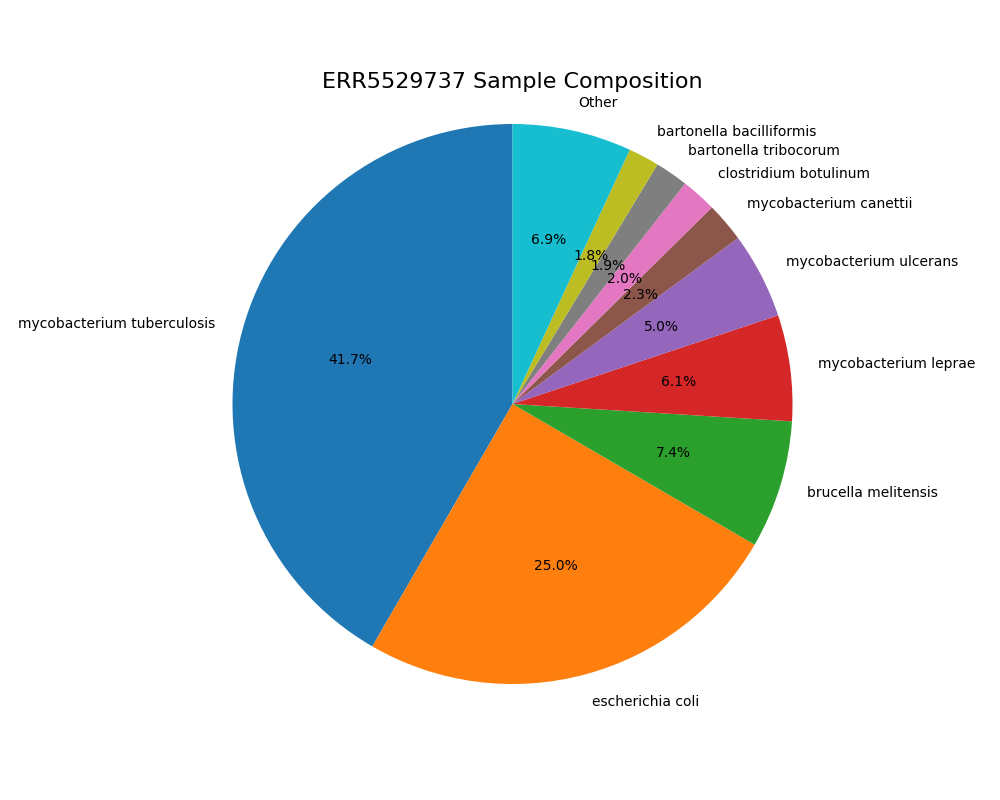 ERR5529737 Sample Composition
Other
bartonella bacilliformis
bartonella tribocorum
clostridium botulinum
mycobacterium canettii
mycobacterium ulcerans
mycobacterium leprae
brucella melitensis
escherichia coli
mycobacterium tuberculosis
6.9%
1.8%
1.9%
2.0%
2.3%
5.0%
6.1%
7.4%
25.0%
41.7%